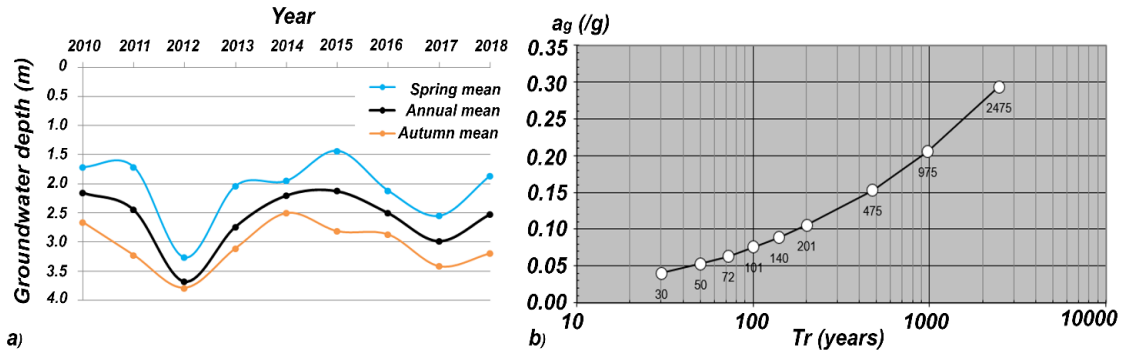 Year
2010 2011 2012 2013 2014 2015 2016 2017 2018
Groundwater depth (m)
0
0.5
1.0
1.5
2.0
2.5
3.0
3.5
4.0
Spring mean
Annual mean
Autumn mean
a)
ag (/g)
0.35
0.30
0.25
0.20
0.15
0.10
0.05
0.00
30
50
72
101
140
201
475
975
2475
10 100 1000 10000
Tr (years)
b)